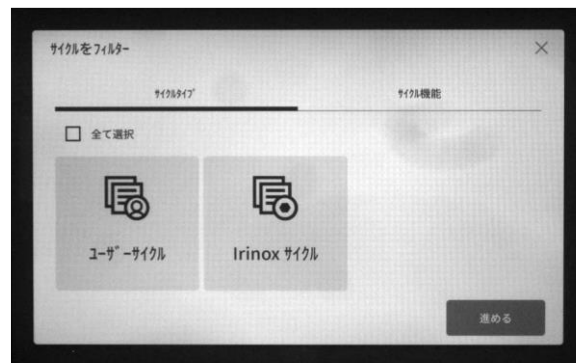 サイクルをフィルター
ｻｲｸﾙﾀｲﾌﾟ
ｻｲｸﾙ機能
全て選択
ﾕｰｻﾞｰｻｲｸﾙ
Irinox ｻｲｸﾙ
進める